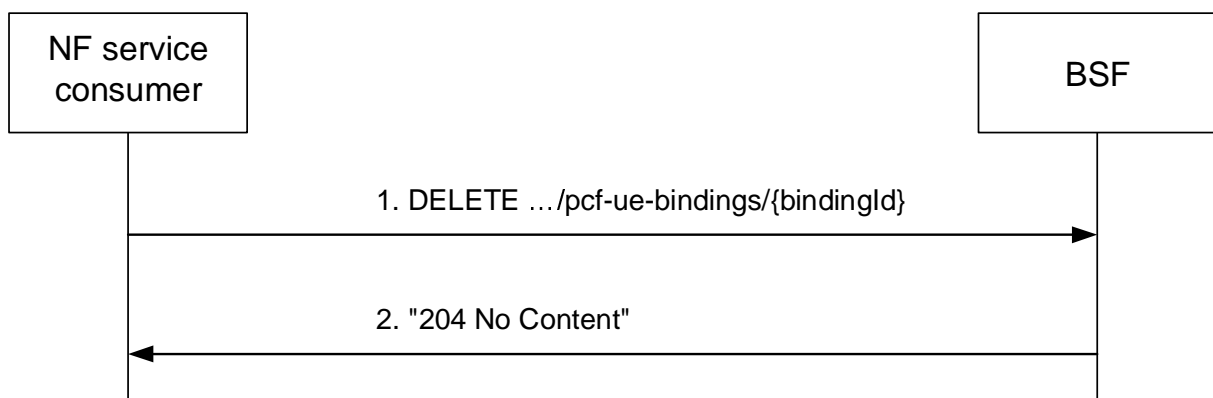 NF service
consumer
BSF
1. DELETE …/pcf-ue-bindings/{bindingId}
2. "204 No Content"